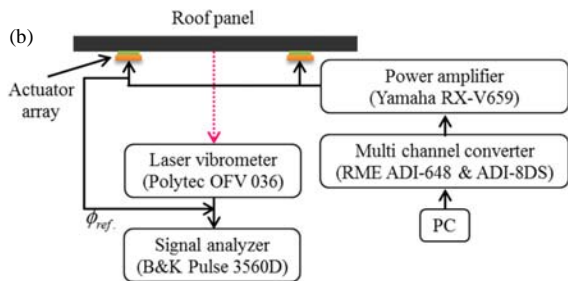 Roof panel
(b)
Actuator
array
Power amplifier
(Yamaha RX-V659)
Laser vibrometer
(Polytec OFV 036)
Multi channel converter
(RME ADI-648 & ADI-8DS)
ϕref.
PC
Signal analyzer
(B&K Pulse 3560D)